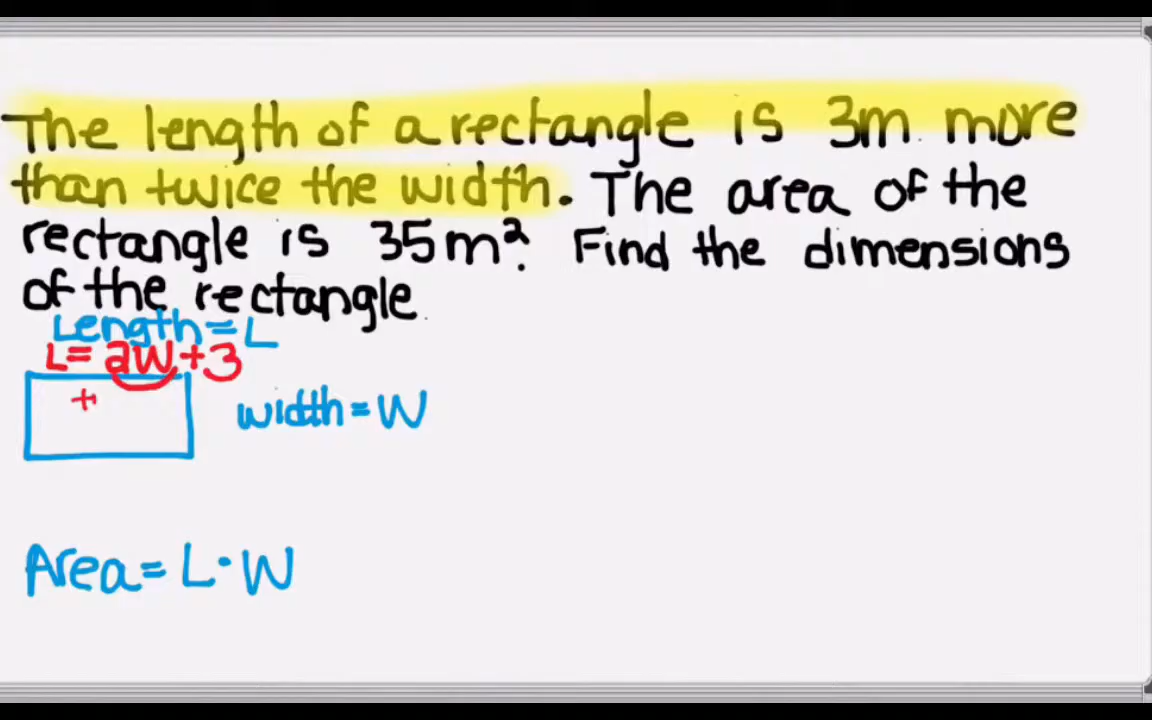 The length of a rectangle is 3m more
than twice the width. The area of the
rectangle is 35m². Find the dimensions
of the rectangle.
Length = L
L = 2W + 3
+
width = W
Area = L · W